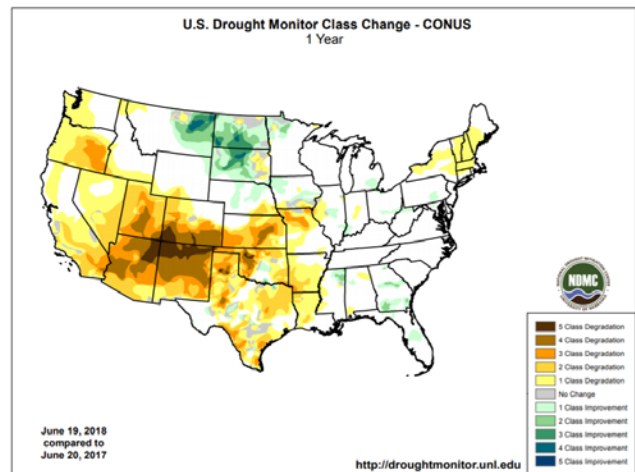 U.S. Drought Monitor Class Change - CONUS
1 Year
NDMC
5 Class Degradation
4 Class Degradation
3 Class Degradation
2 Class Degradation
1 Class Degradation
No Change
1 Class Improvement
2 Class Improvement
3 Class Improvement
4 Class Improvement
5 Class Improvement
June 19, 2018
compared to
June 20, 2017
http://droughtmonitor.unl.edu